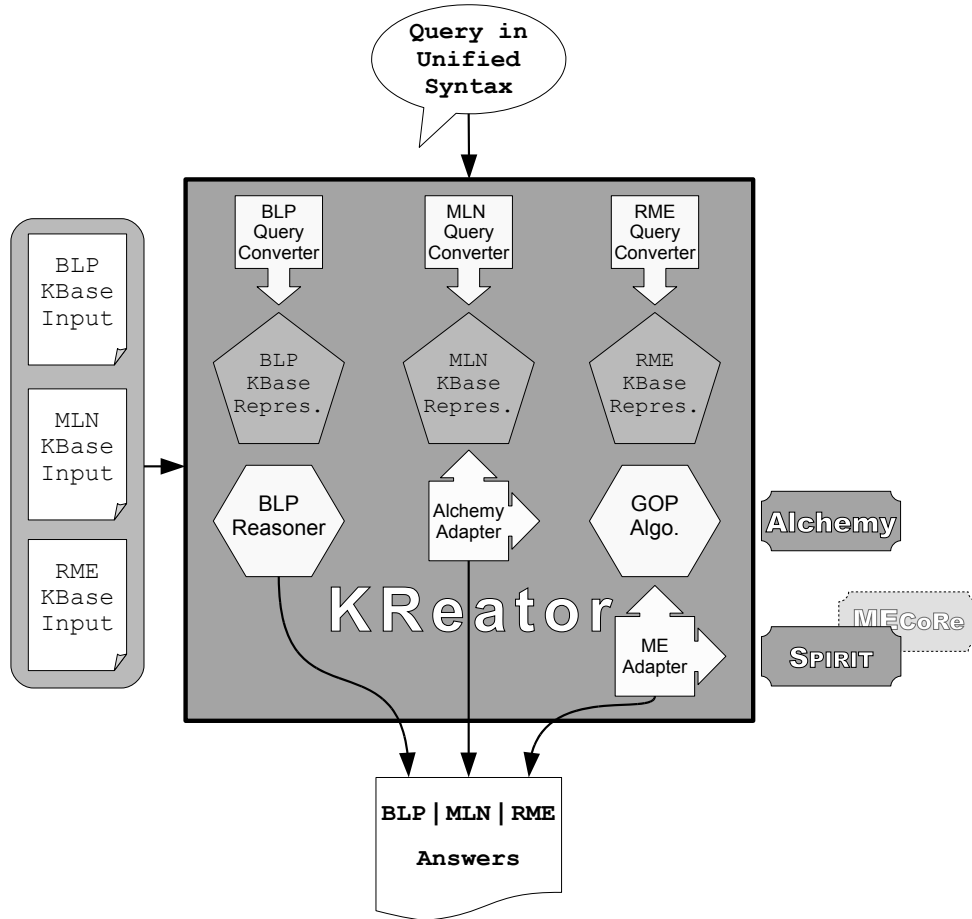 Query in
Unified
Syntax
BLP
KBase
Input
MLN
KBase
Input
RME
KBase
Input
BLP
Query
Converter
MLN
Query
Converter
RME
Query
Converter
BLP
KBase
Repres.
MLN
KBase
Repres.
RME
KBase
Repres.
BLP
Reasoner
Alchemy
Adapter
GOP
Algo.
Alchemy
KReator
ME
Adapter
MECoRe
SPIRIT
BLP|MLN|RME
Answers